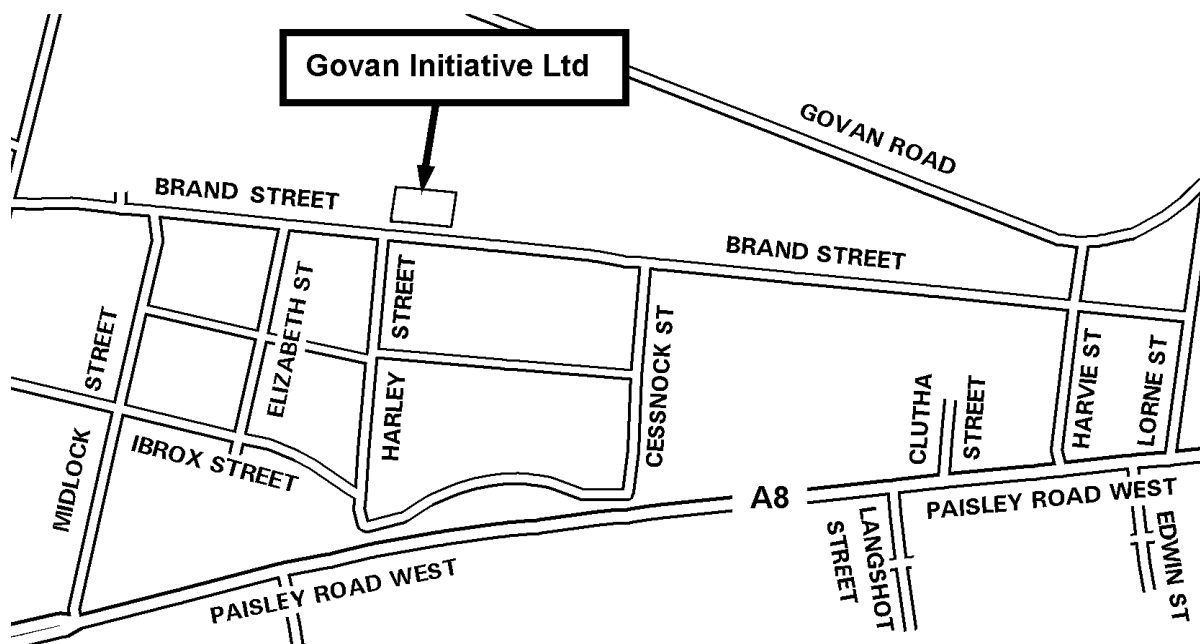 Govan Initiative Ltd
GOVAN ROAD
BRAND STREET
BRAND STREET
MIDLOCK STREET
ELIZABETH ST
HARLEY STREET
CESSNOCK ST
IBROX STREET
CLUTHA STREET
HARVIE ST
LORNE ST
A8
PAISLEY ROAD WEST
PAISLEY ROAD WEST
LANGSHOT STREET
EDWIN ST